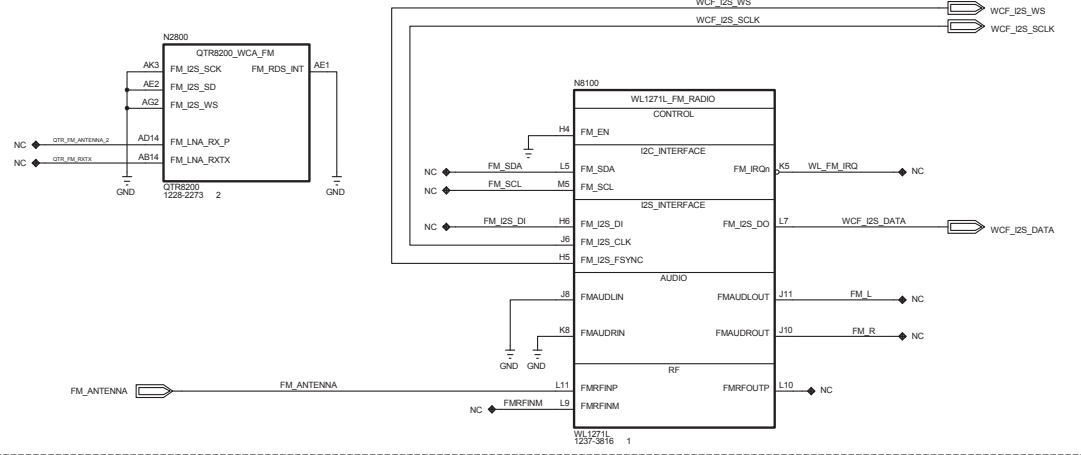 WCF_I2S_WS
WCF_I2S_WS
WCF_I2S_SCLK
WCF_I2S_SCLK
N2800
QTR8200_WCA_FM
AK3 FM_I2S_SCK FM_RDS_INT AE1
AE2 FM_I2S_SD
AG2 FM_I2S_WS
NC QTR_FM_ANTENNA_2 AD14 FM_LNA_RX_P
NC QTR_FM_RXTX AB14 FM_LNA_RXTX
GND
QTR8200
1228-2273 2
GND
N8100
WL1271L_FM_RADIO
CONTROL
H4 FM_EN
I2C_INTERFACE
NC FM_SDA L5 FM_SDA FM_IRQn K5 WL_FM_IRQ NC
NC FM_SCL M5 FM_SCL
I2S_INTERFACE
NC FM_I2S_DI H6 FM_I2S_DI FM_I2S_DO L7 WCF_I2S_DATA WCF_I2S_DATA
J6 FM_I2S_CLK
H5 FM_I2S_FSYNC
AUDIO
J8 FMAUDLIN FMAUDLOUT J11 FM_L NC
K8 FMAUDRIN FMAUDROUT J10 FM_R NC
GND GND
RF
FM_ANTENNA FM_ANTENNA L11 FMRFINP FMRFOUTP L10 NC
NC FMRFINM L9 FMRFINM
WL1271L
1237-3816 1